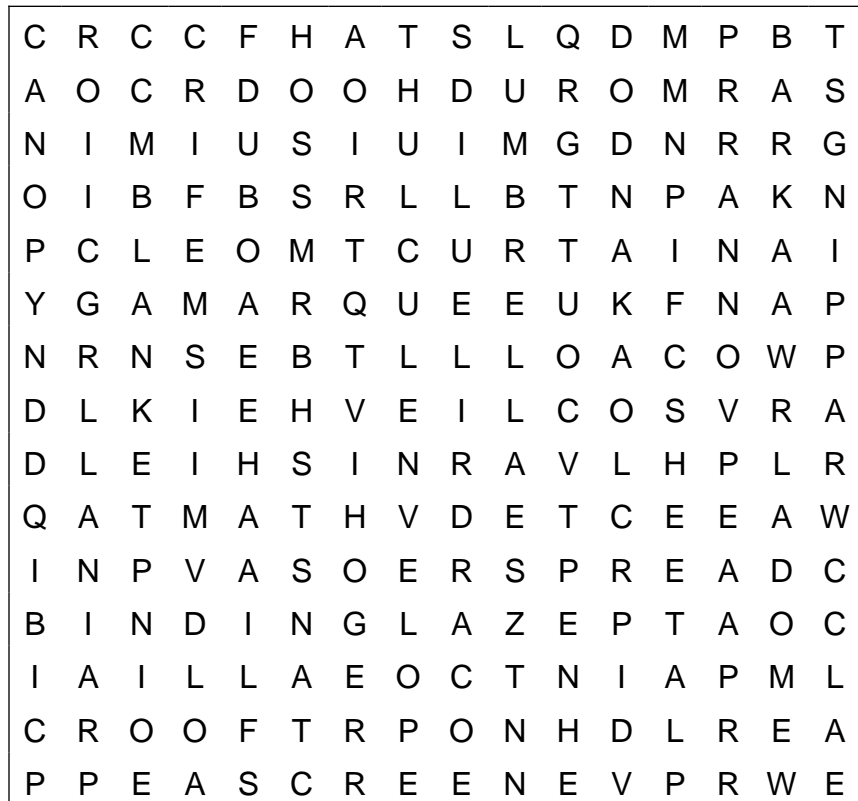 C R C C F H A T S L Q D M P B T
A O C R D O O H D U R O M R A S
N I M I U S I U I M G D N R R G
O I B F B S R L L B T N P A K N
P C L E O M T C U R T A I N A I
Y G A M A R Q U E E U K F N A P
N R N S E B T L L L O A C O W P
D L K I E H V E I L C O S V R A
D L E I H S I N R A V L H P L R
Q A T M A T H V D E T C E E A W
I N P V A S O E R S P R E A D C
B I N D I N G L A Z E P T A O C
I A I L L A E O C T N I A P M L
C R O O F T R P O N H D L R E A
P P E A S C R E E N E V P R W E